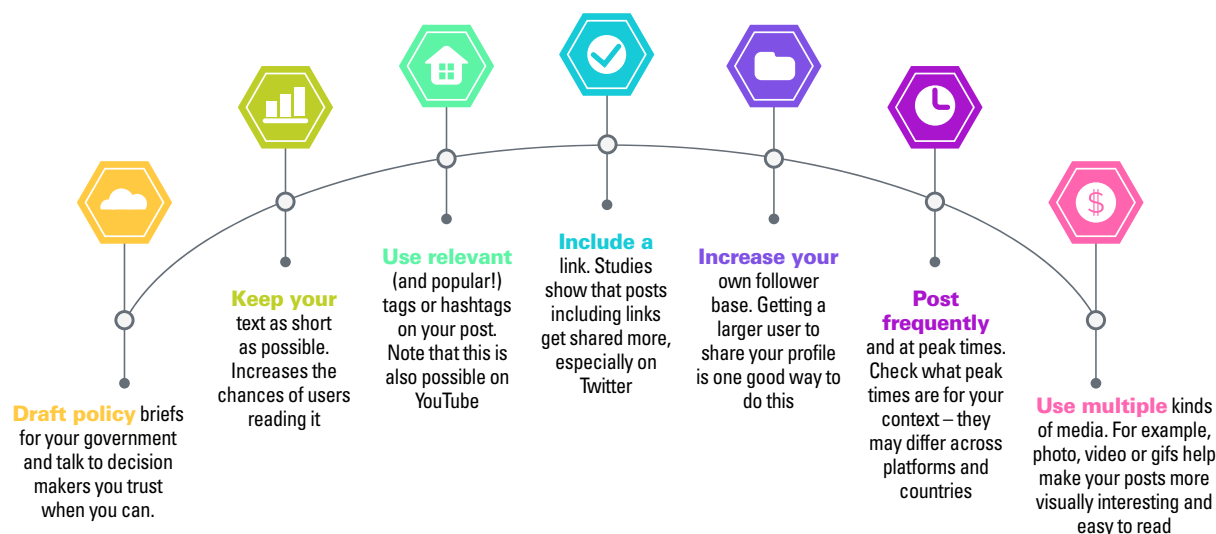 Draft policy briefs
for your government
and talk to decision
makers you trust
when you can.
Keep your
text as short
as possible.
Increases the
chances of users
reading it
Use relevant
(and popular!)
tags or hashtags
on your post.
Note that this is
also possible on
YouTube
Include a
link. Studies
show that posts
including links
get shared more,
especially on
Twitter
Increase your
own follower
base. Getting a
larger user to
share your profile
is one good way to
do this
Post
frequently
and at peak times.
Check what peak
times are for your
context – they
may differ across
platforms and
countries
$
Use multiple kinds
of media. For example,
photo, video or gifs help
make your posts more
visually interesting and
easy to read